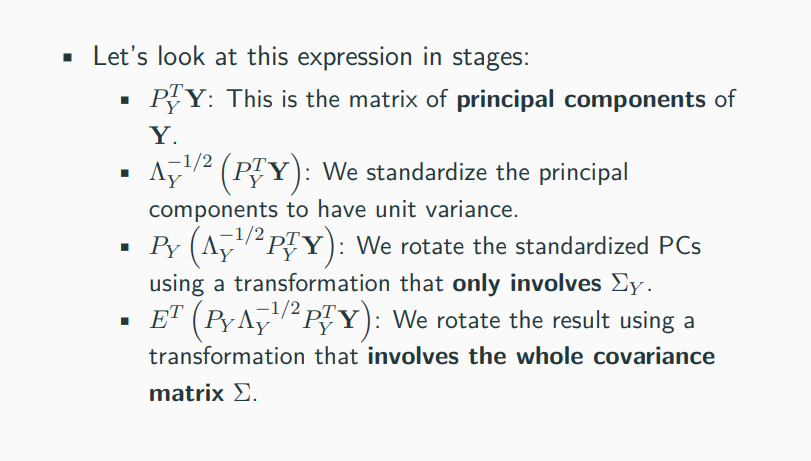 ▪ Let's look at this expression in stages:
▪ $P_Y^T\mathbf{Y}$: This is the matrix of principal components of
$\mathbf{Y}$.
▪ $\Lambda_Y^{-1/2}\left(P_Y^T\mathbf{Y}\right)$: We standardize the principal
components to have unit variance.
▪ $P_Y\left(\Lambda_Y^{-1/2}P_Y^T\mathbf{Y}\right)$: We rotate the standardized PCs
using a transformation that only involves $\Sigma_Y$.
▪ $E^T\left(P_Y\Lambda_Y^{-1/2}P_Y^T\mathbf{Y}\right)$: We rotate the result using a
transformation that involves the whole covariance
matrix $\Sigma$.